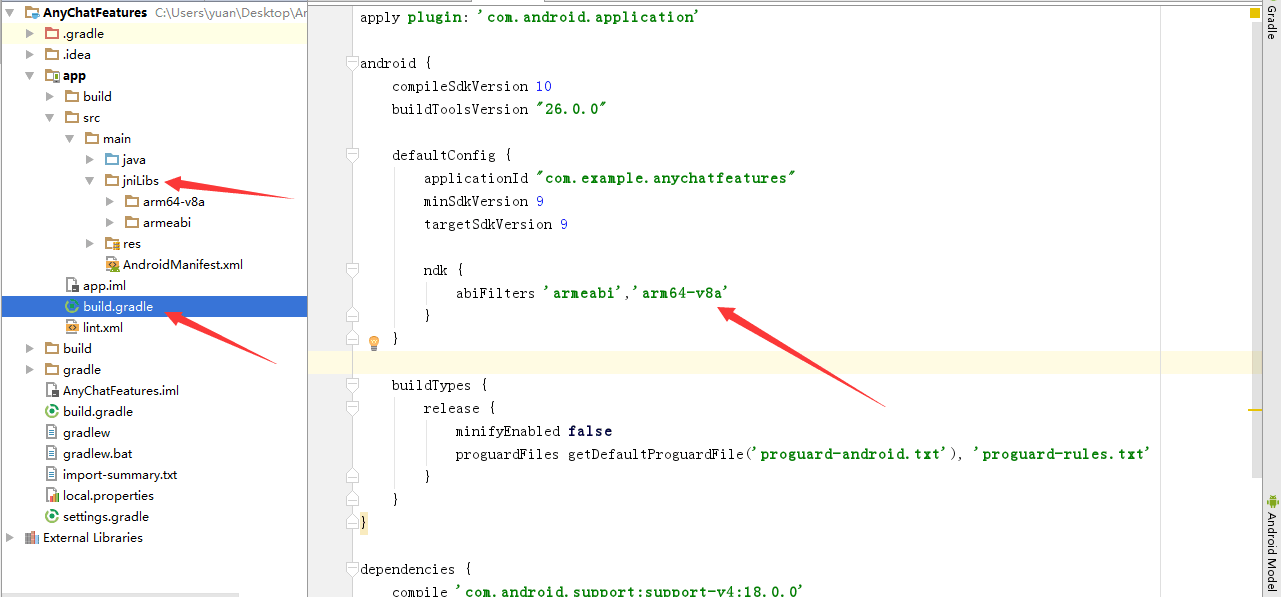 AnyChatFeatures C:\Users\yuan\Desktop\Ar
.gradle
.idea
app
build
src
main
java
jniLibs
arm64-v8a
armeabi
res
AndroidManifest.xml
app.iml
build.gradle
lint.xml
build
gradle
AnyChatFeatures.iml
build.gradle
gradlew
gradlew.bat
import-summary.txt
local.properties
settings.gradle
External Libraries
apply plugin: 'com.android.application'
android {
compileSdkVersion 10
buildToolsVersion "26.0.0"
defaultConfig {
applicationId "com.example.anychatfeatures"
minSdkVersion 9
targetSdkVersion 9
ndk {
abiFilters 'armeabi','arm64-v8a'
}
}
buildTypes {
release {
minifyEnabled false
proguardFiles getDefaultProguardFile('proguard-android.txt'), 'proguard-rules.txt'
}
}
}
dependencies {
compile 'com.android.support:support-v4:18.0.0'
Gradle
Android Model